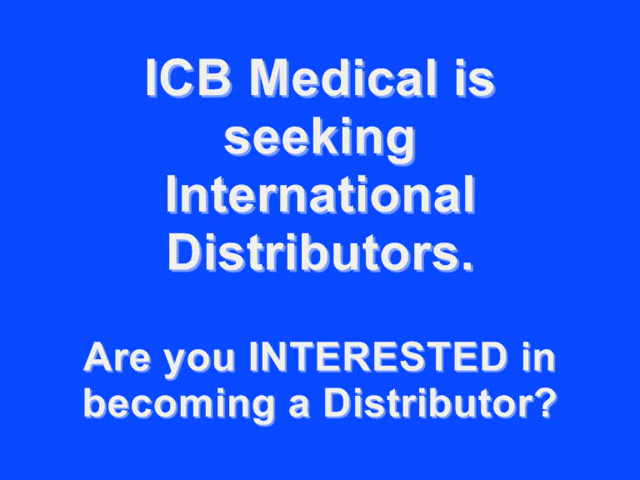 ICB Medical is
seeking
International
Distributors.
Are you INTERESTED in
becoming a Distributor?